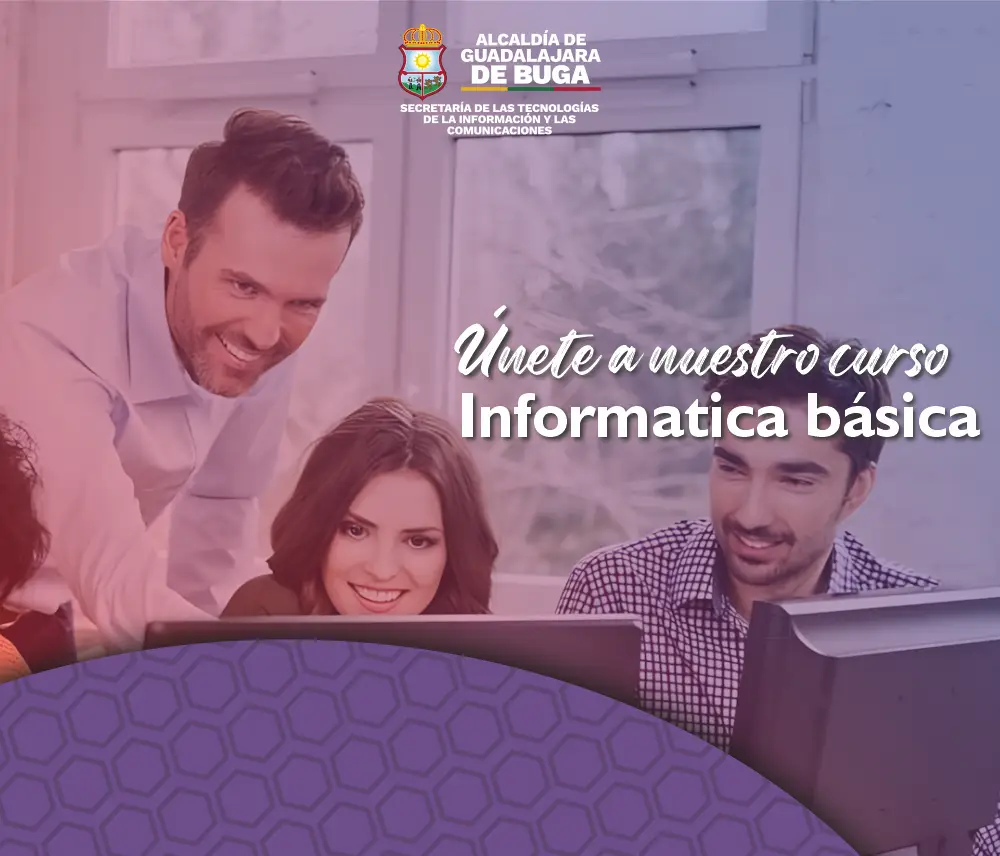 ALCALDÍA DE
GUADALAJARA
DE BUGA
SECRETARÍA DE LAS TECNOLOGÍAS
DE LA INFORMACIÓN Y LAS
COMUNICACIONES
Únete a nuestro curso
Informatica básica